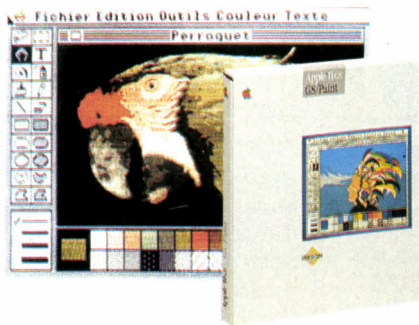 Fichier Edition Outils Couleur Texte
Perroquet
T
Apple IIGS
GS/Paint